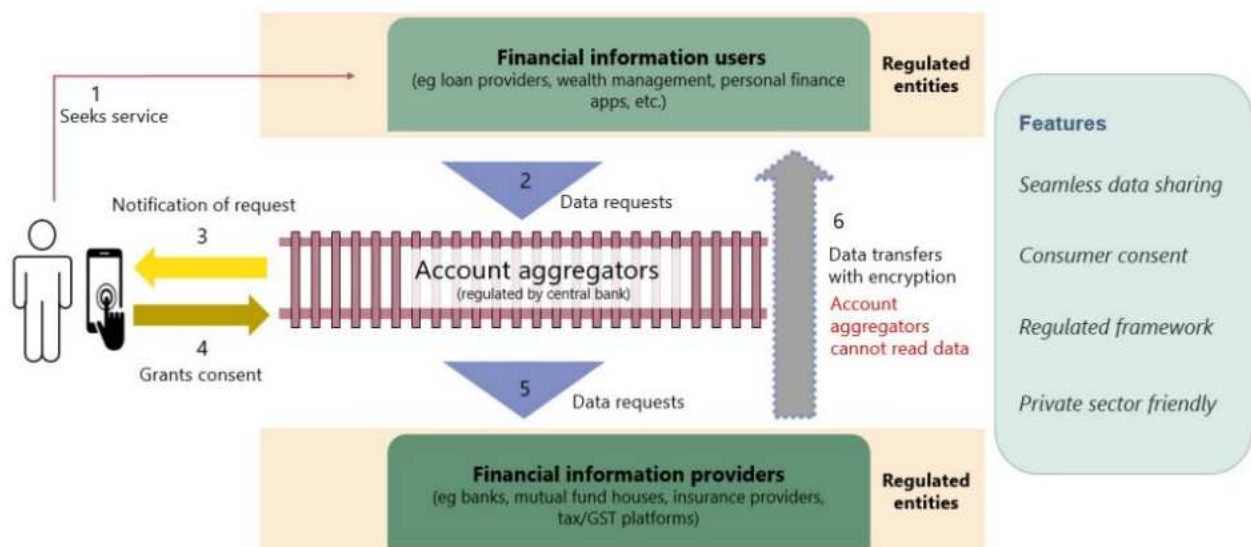 Financial information users
(eg loan providers, wealth management, personal finance
apps, etc.)
Regulated
entities
1
Seeks service
2
Data requests
Notification of request
3
Account aggregators
(regulated by central bank)
4
Grants consent
5
Data requests
6
Data transfers
with encryption
Account
aggregators
cannot read data
Financial information providers
(eg banks, mutual fund houses, insurance providers,
tax/GST platforms)
Regulated
entities
Features
Seamless data sharing
Consumer consent
Regulated framework
Private sector friendly